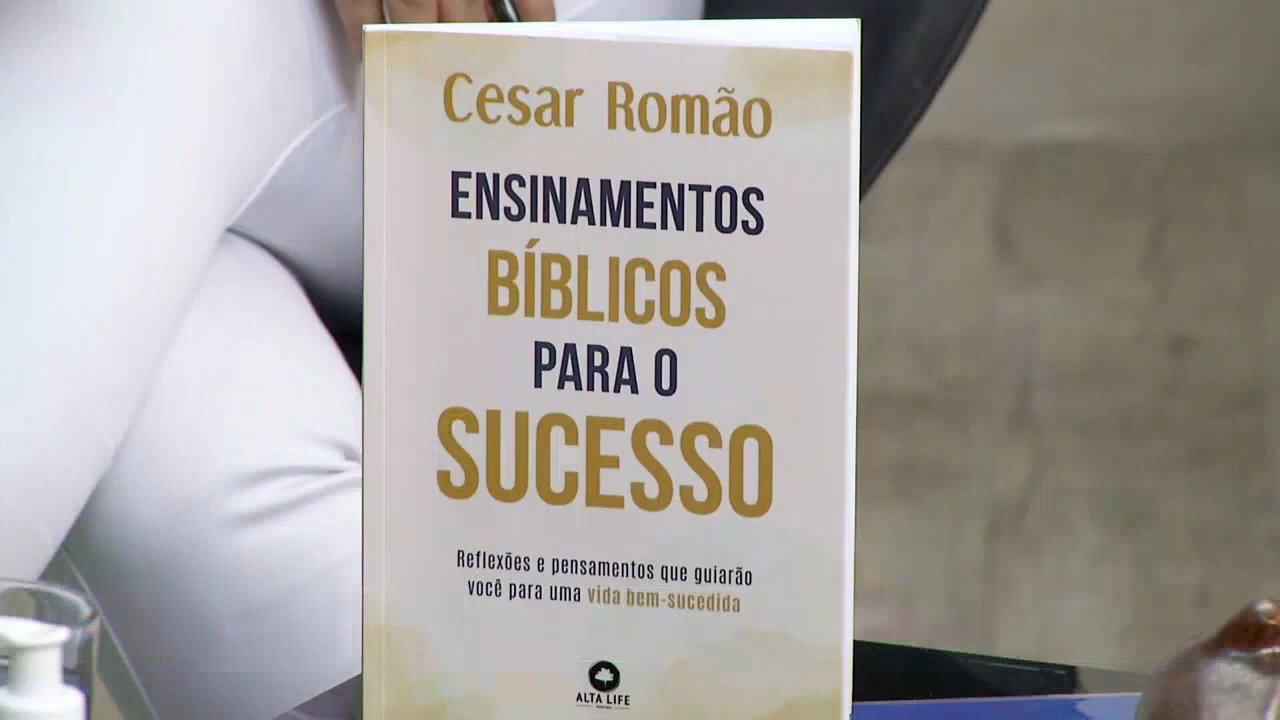 Cesar Romão
ENSINAMENTOS
BÍBLICOS
PARA O
SUCESSO
Reflexões e pensamentos que guiarão
você para uma vida bem-sucedida
ALTA LIFE